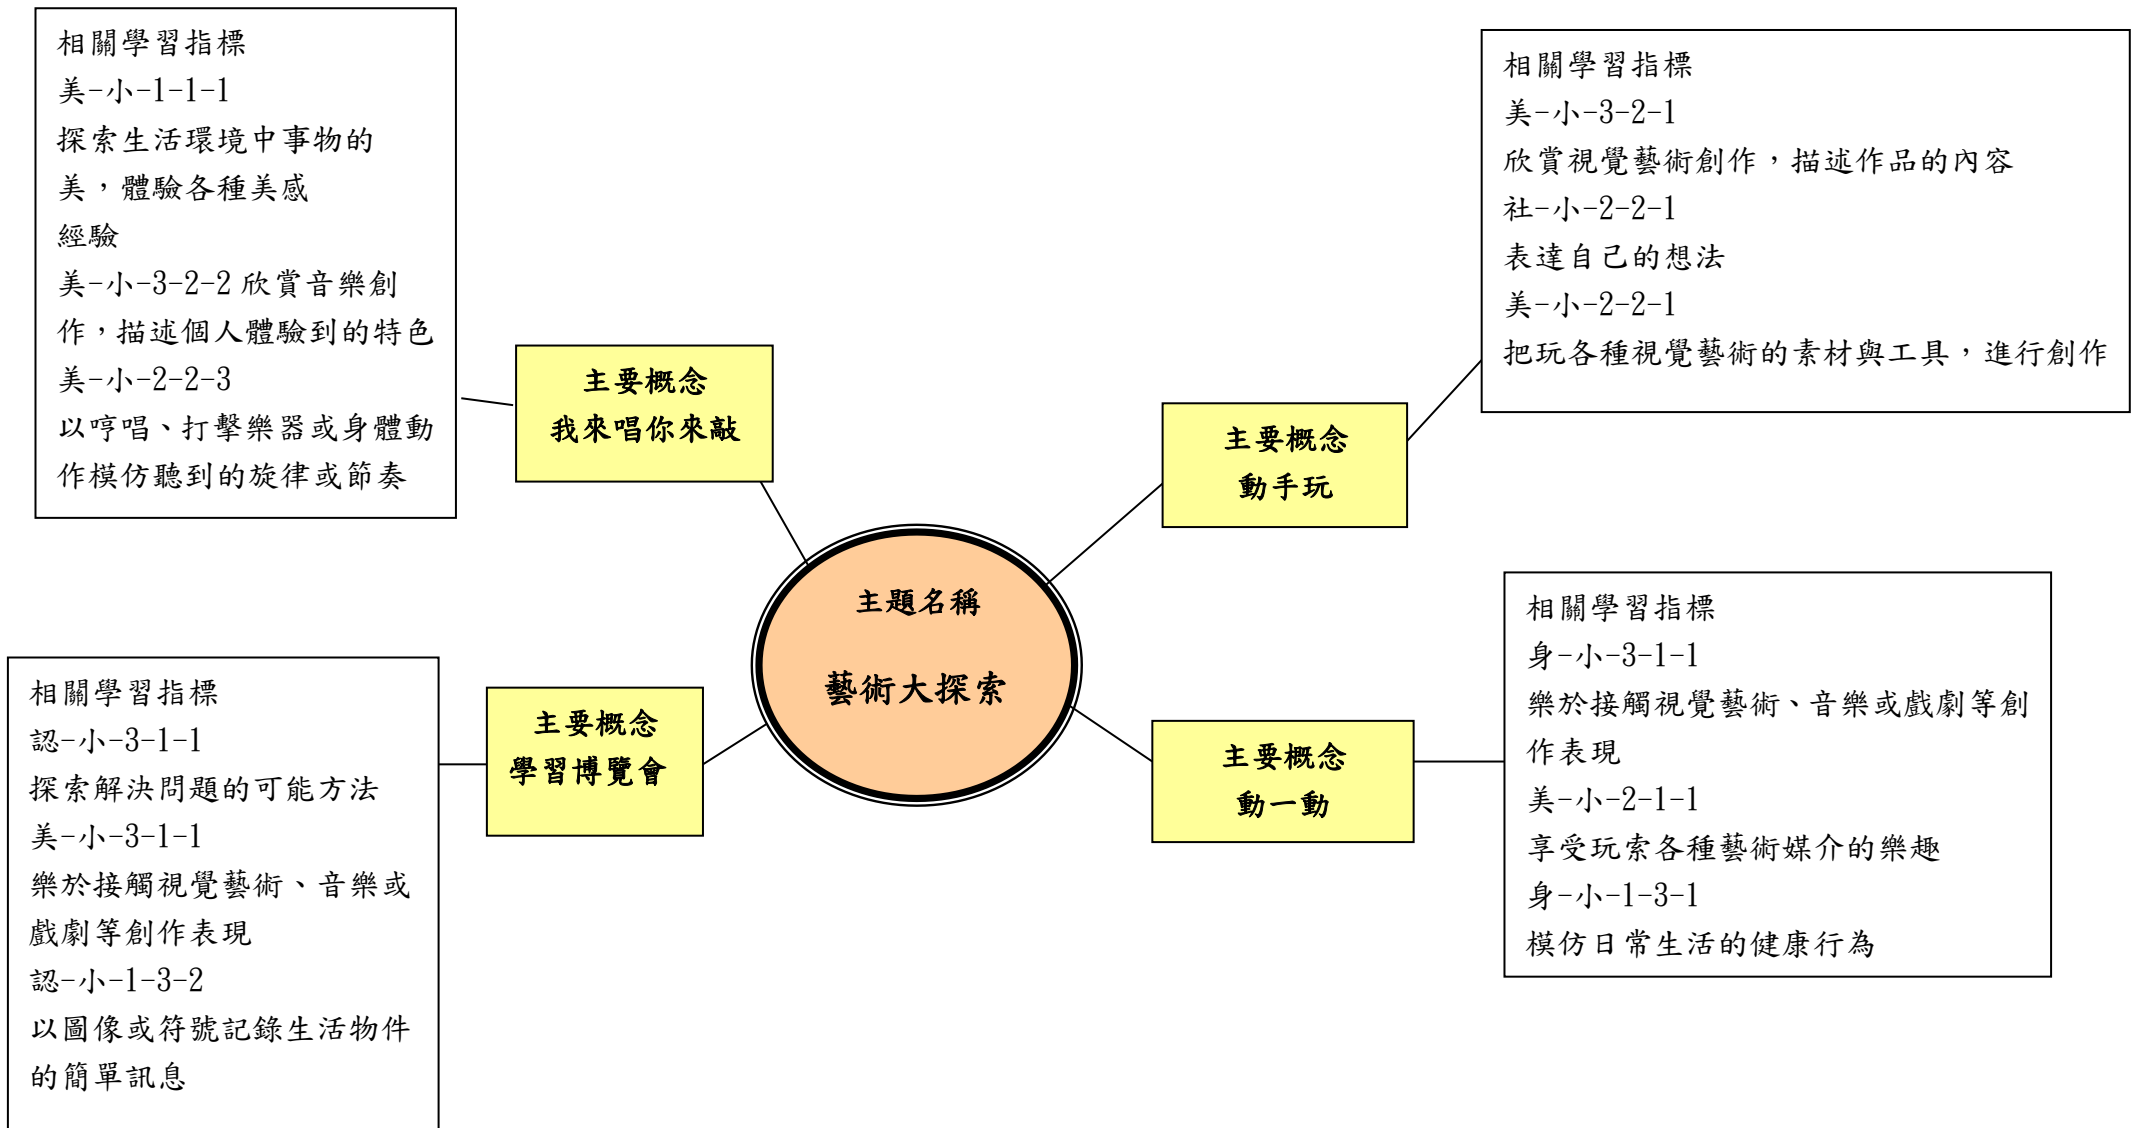 相關學習指標
美-小-1-1-1
探索生活環境中事物的
美，體驗各種美感
經驗
美-小-3-2-2 欣賞音樂創
作，描述個人體驗到的特色
美-小-2-2-3
以哼唱、打擊樂器或身體動
作模仿聽到的旋律或節奏
主要概念
我來唱你來敲
相關學習指標
美-小-3-2-1
欣賞視覺藝術創作，描述作品的內容
社-小-2-2-1
表達自己的想法
美-小-2-2-1
把玩各種視覺藝術的素材與工具，進行創作
主要概念
動手玩
主題名稱
藝術大探索
相關學習指標
認-小-3-1-1
探索解決問題的可能方法
美-小-3-1-1
樂於接觸視覺藝術、音樂或
戲劇等創作表現
認-小-1-3-2
以圖像或符號記錄生活物件
的簡單訊息
主要概念
學習博覽會
主要概念
動一動
相關學習指標
身-小-3-1-1
樂於接觸視覺藝術、音樂或戲劇等創
作表現
美-小-2-1-1
享受玩索各種藝術媒介的樂趣
身-小-1-3-1
模仿日常生活的健康行為